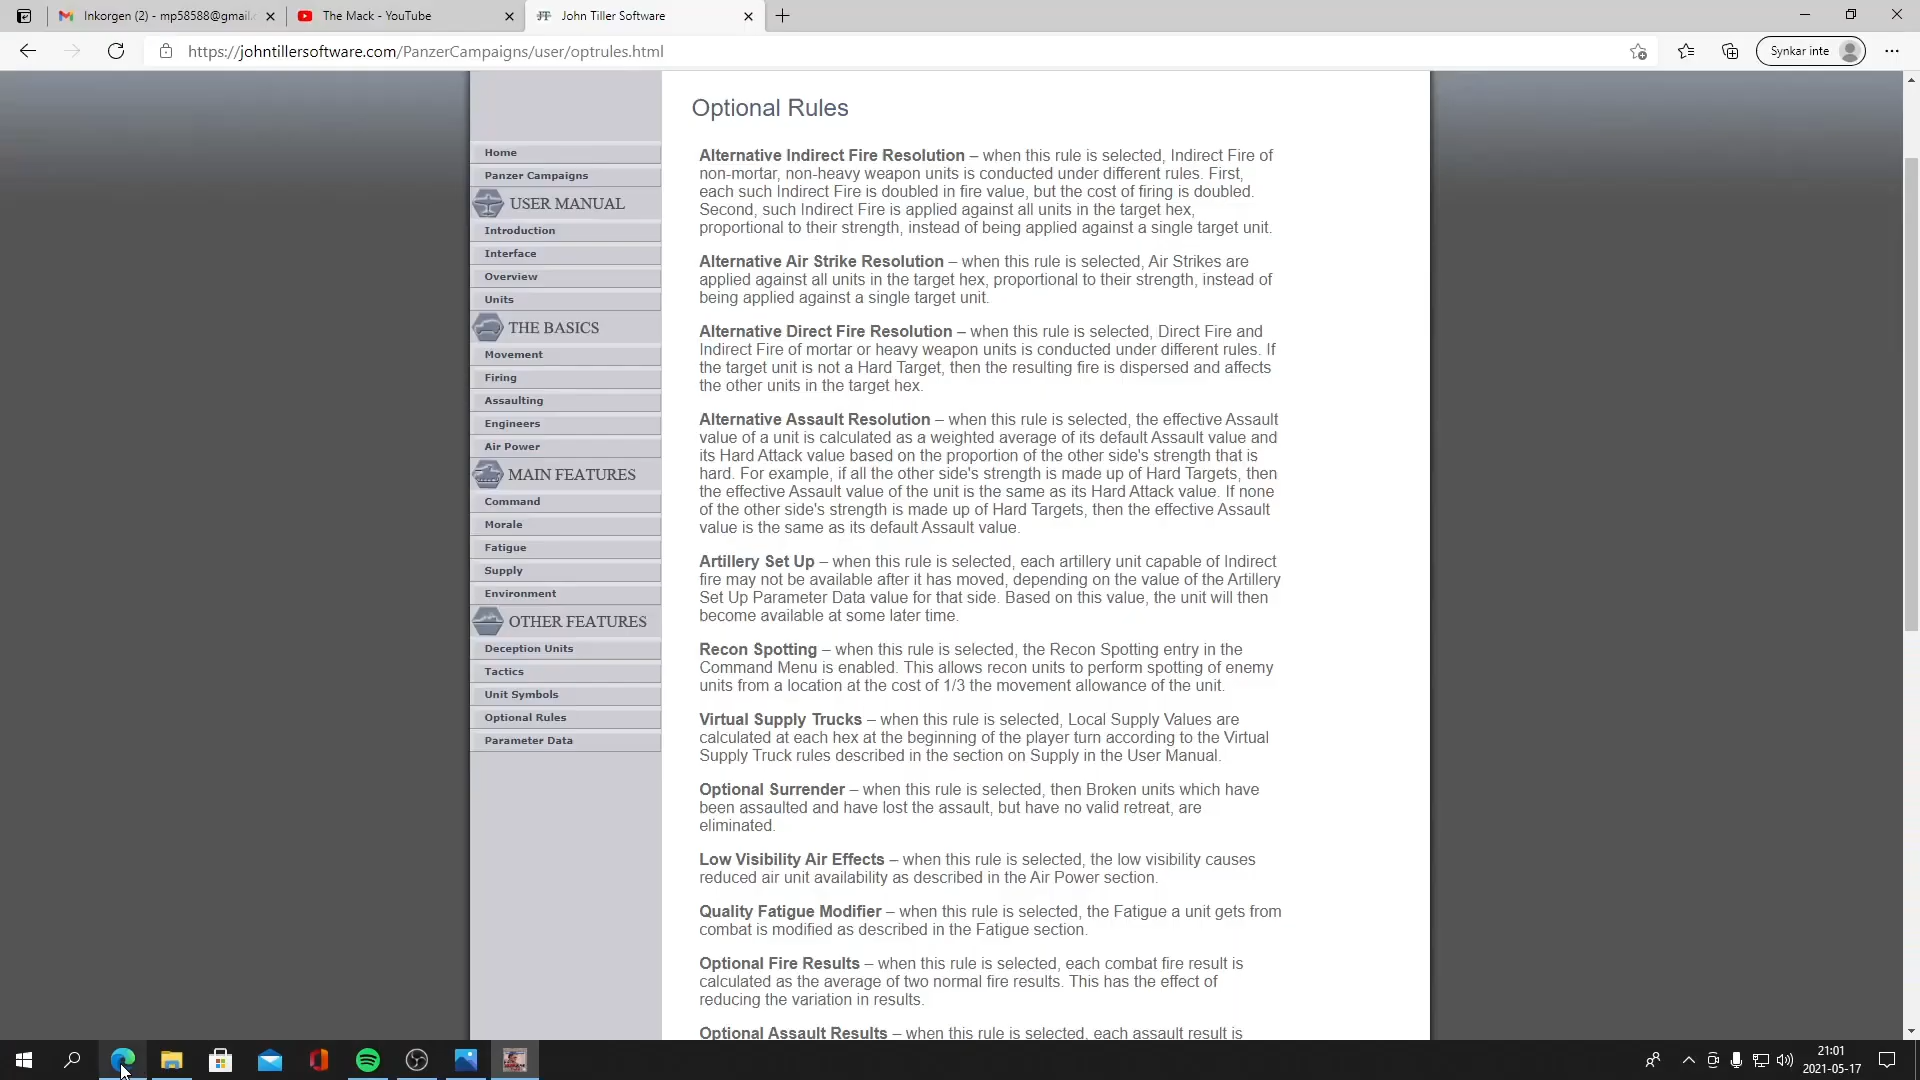 Inkorgen (2) - mp58588@gmail.c
The Mack - YouTube
John Tiller Software
https://johntillersoftware.com/PanzerCampaigns/user/optrules.html
Synkar inte
Home
Panzer Campaigns
USER MANUAL
Introduction
Interface
Overview
Units
THE BASICS
Movement
Firing
Assaulting
Engineers
Air Power
MAIN FEATURES
Command
Morale
Fatigue
Supply
Environment
OTHER FEATURES
Deception Units
Tactics
Unit Symbols
Optional Rules
Parameter Data
Optional Rules
Alternative Indirect Fire Resolution – when this rule is selected, Indirect Fire of
non-mortar, non-heavy weapon units is conducted under different rules. First,
each such Indirect Fire is doubled in fire value, but the cost of firing is doubled.
Second, such Indirect Fire is applied against all units in the target hex,
proportional to their strength, instead of being applied against a single target unit.
Alternative Air Strike Resolution – when this rule is selected, Air Strikes are
applied against all units in the target hex, proportional to their strength, instead of
being applied against a single target unit.
Alternative Direct Fire Resolution – when this rule is selected, Direct Fire and
Indirect Fire of mortar or heavy weapon units is conducted under different rules. If
the target unit is not a Hard Target, then the resulting fire is dispersed and affects
the other units in the target hex.
Alternative Assault Resolution – when this rule is selected, the effective Assault
value of a unit is calculated as a weighted average of its default Assault value and
its Hard Attack value based on the proportion of the other side's strength that is
hard. For example, if all the other side's strength is made up of Hard Targets, then
the effective Assault value of the unit is the same as its Hard Attack value. If none
of the other side's strength is made up of Hard Targets, then the effective Assault
value is the same as its default Assault value.
Artillery Set Up – when this rule is selected, each artillery unit capable of Indirect
fire may not be available after it has moved, depending on the value of the Artillery
Set Up Parameter Data value for that side. Based on this value, the unit will then
become available at some later time.
Recon Spotting – when this rule is selected, the Recon Spotting entry in the
Command Menu is enabled. This allows recon units to perform spotting of enemy
units from a location at the cost of 1/3 the movement allowance of the unit.
Virtual Supply Trucks – when this rule is selected, Local Supply Values are
calculated at each hex at the beginning of the player turn according to the Virtual
Supply Truck rules described in the section on Supply in the User Manual.
Optional Surrender – when this rule is selected, then Broken units which have
been assaulted and have lost the assault, but have no valid retreat, are
eliminated.
Low Visibility Air Effects – when this rule is selected, the low visibility causes
reduced air unit availability as described in the Air Power section.
Quality Fatigue Modifier – when this rule is selected, the Fatigue a unit gets from
combat is modified as described in the Fatigue section.
Optional Fire Results – when this rule is selected, each combat fire result is
calculated as the average of two normal fire results. This has the effect of
reducing the variation in results.
Optional Assault Results – when this rule is selected, each assault result is
21:01
2021-05-17